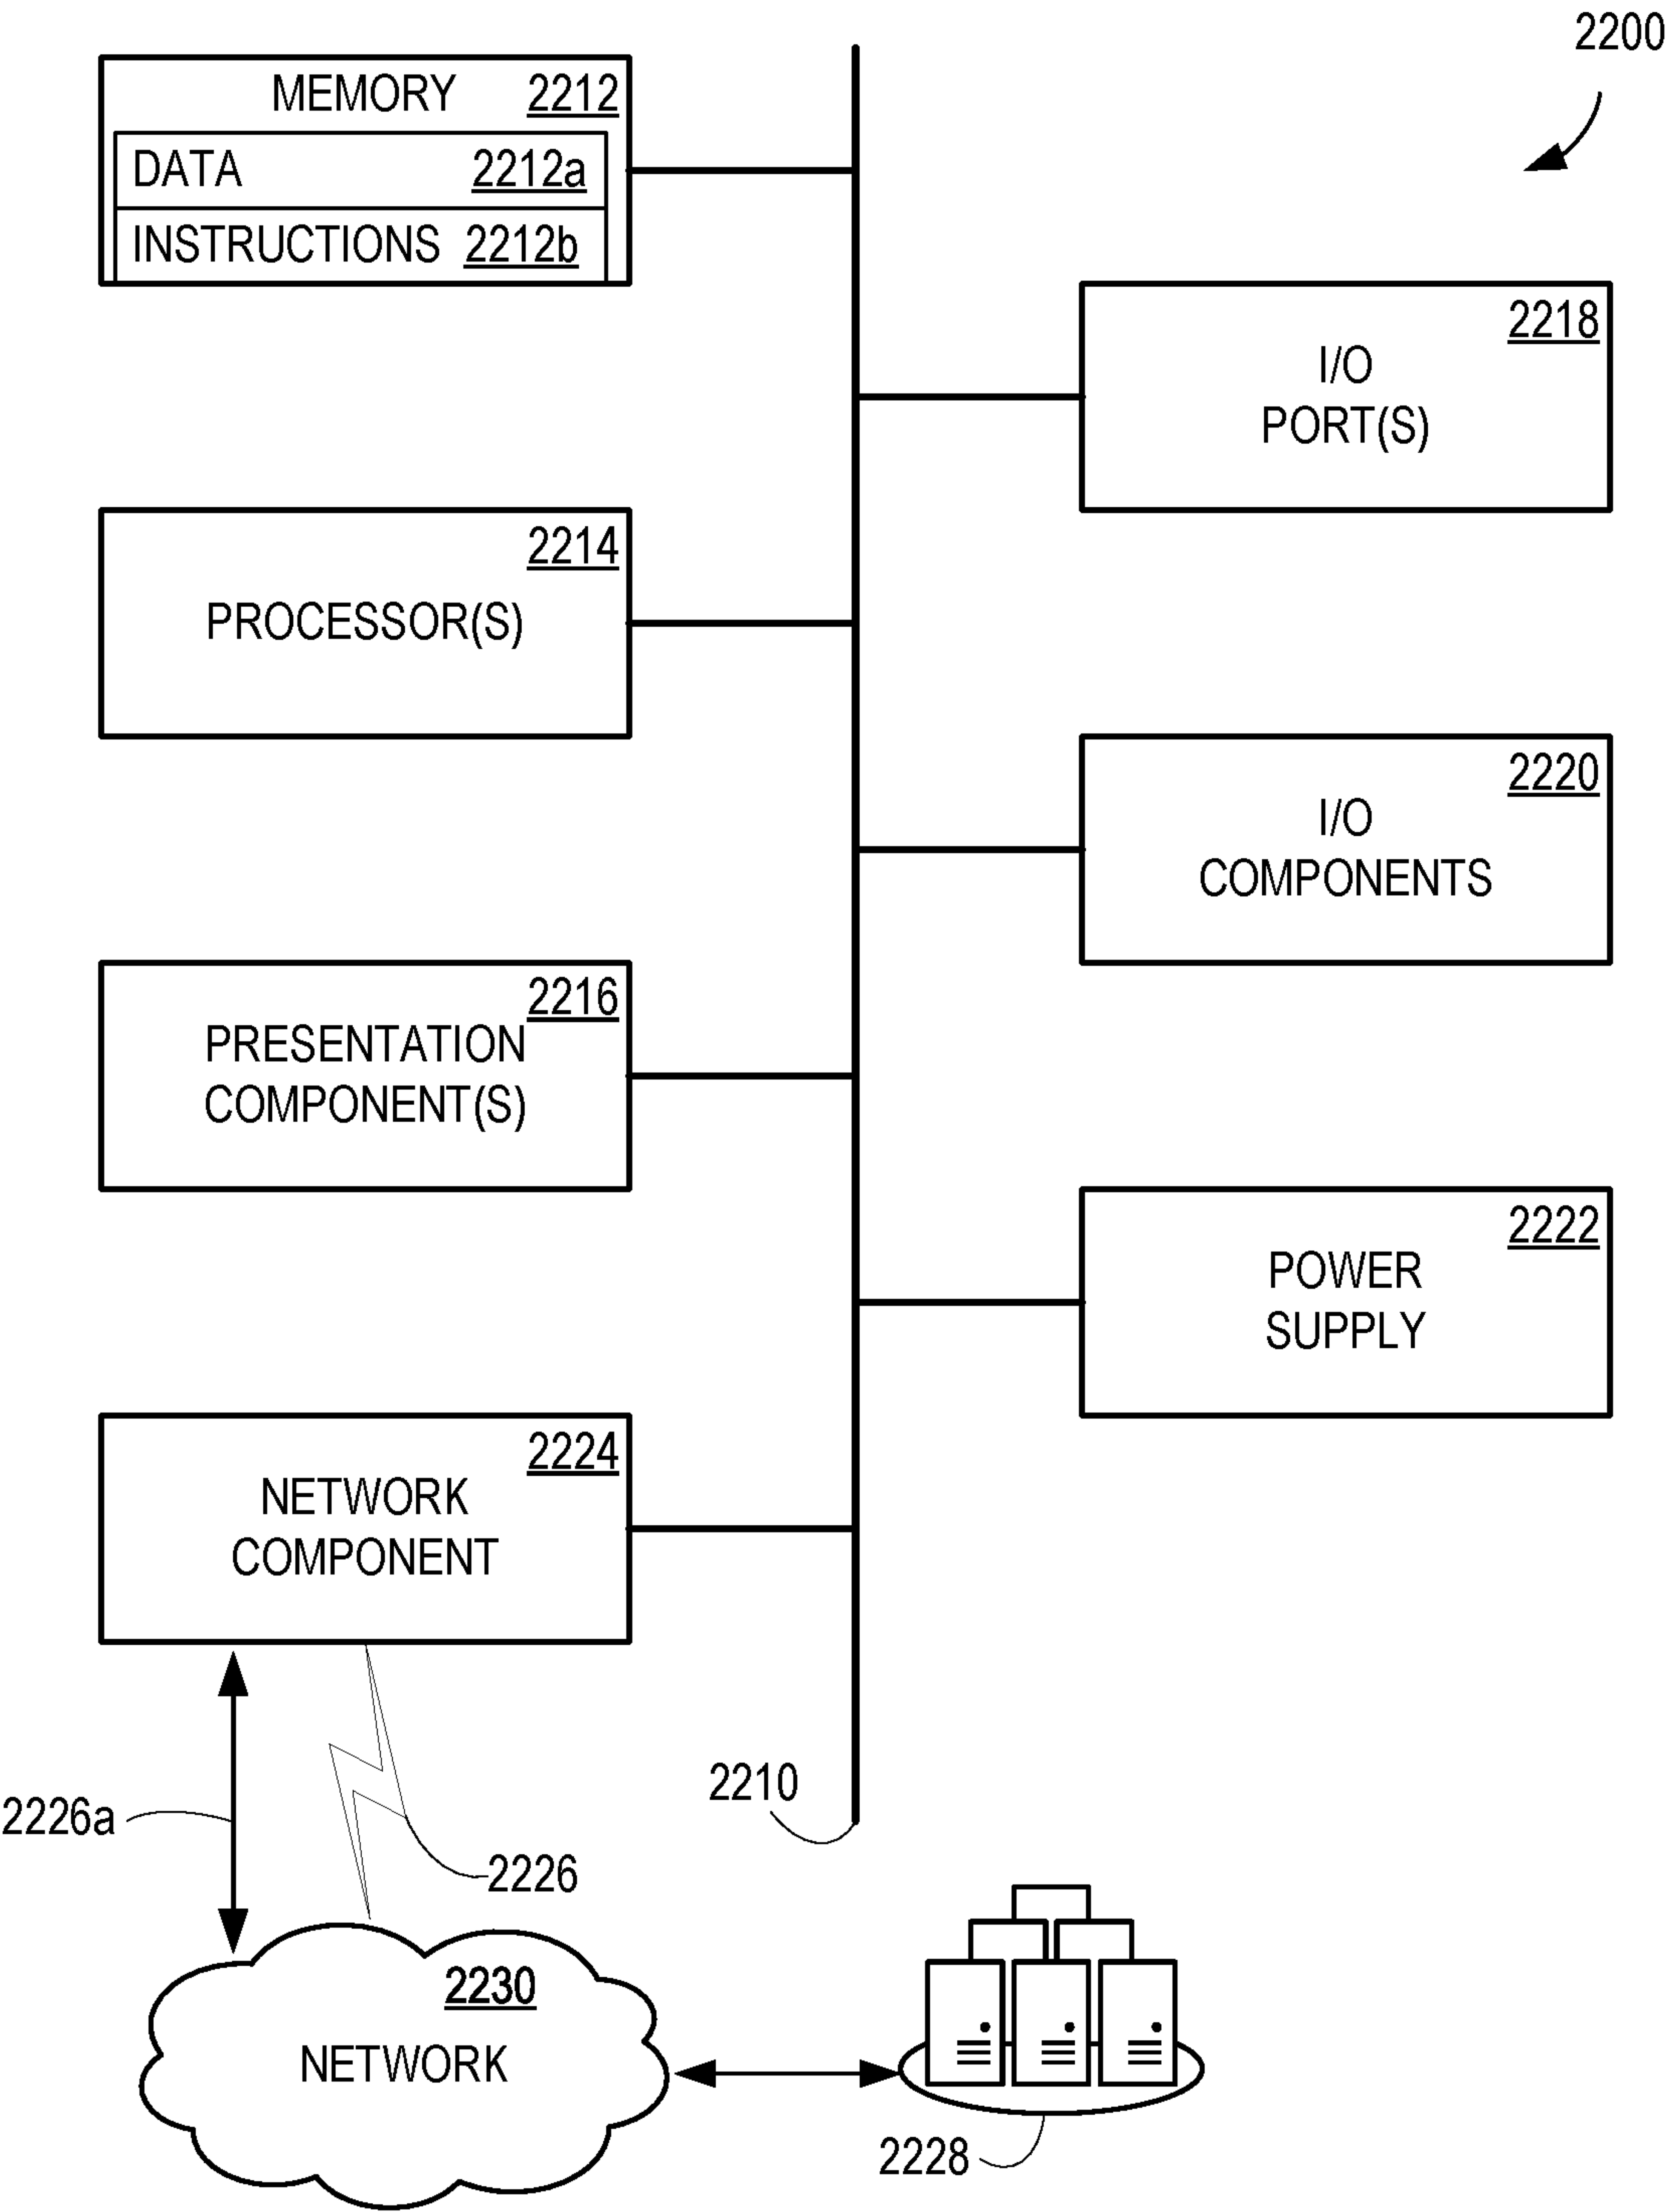 2200
MEMORY 2212
DATA 2212a
INSTRUCTIONS 2212b
2218
I/O
PORT(S)
2214
PROCESSOR(S)
2220
I/O
COMPONENTS
2216
PRESENTATION
COMPONENT(S)
2222
POWER
SUPPLY
2224
NETWORK
COMPONENT
2210
2226a
2226
2230
NETWORK
2228